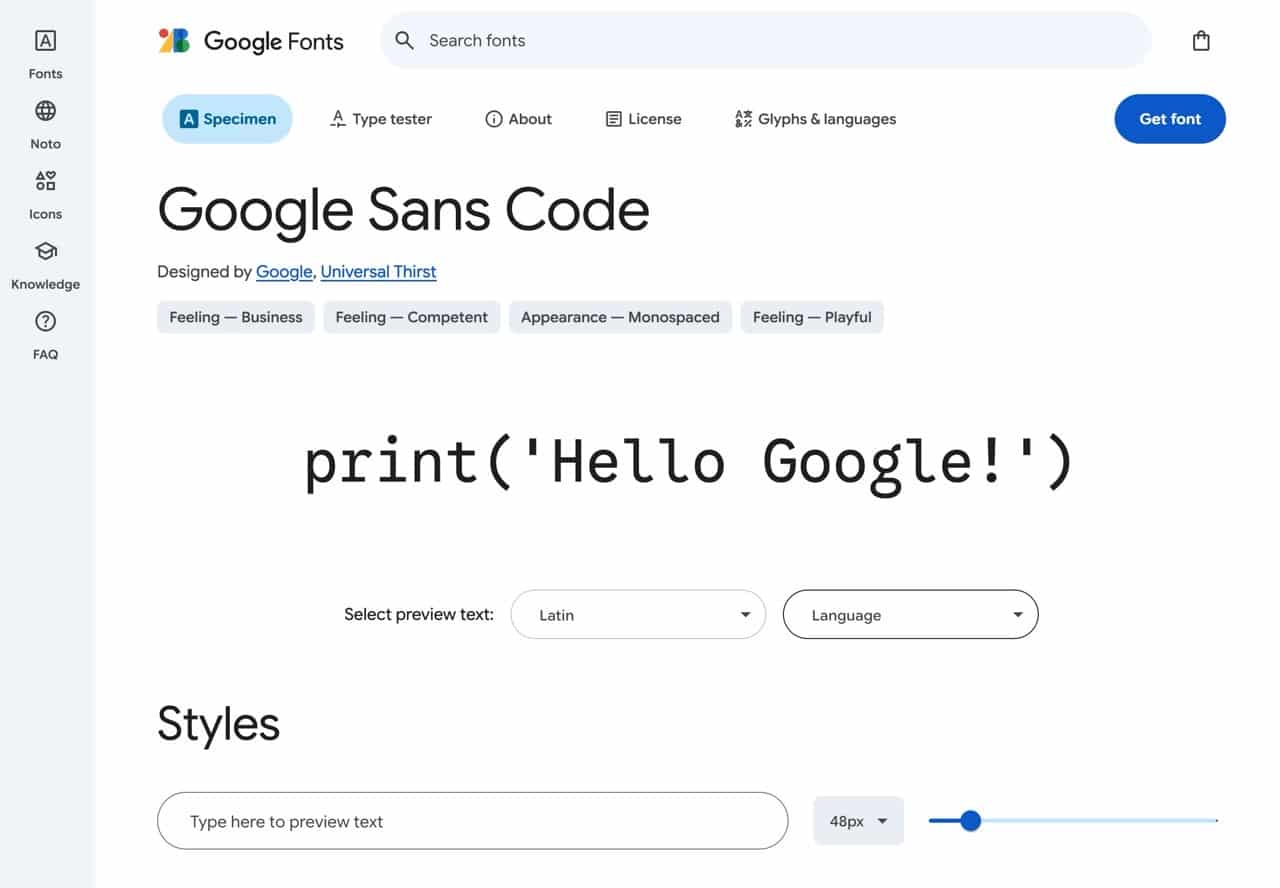 Fonts
Noto
Icons
Knowledge
FAQ
Google Fonts
Search fonts
A Specimen
Type tester
About
License
Glyphs & languages
Get font
Google Sans Code
Designed by Google, Universal Thirst
Feeling — Business
Feeling — Competent
Appearance — Monospaced
Feeling — Playful
print('Hello Google!')
Select preview text:
Latin
Language
Styles
Type here to preview text
48px